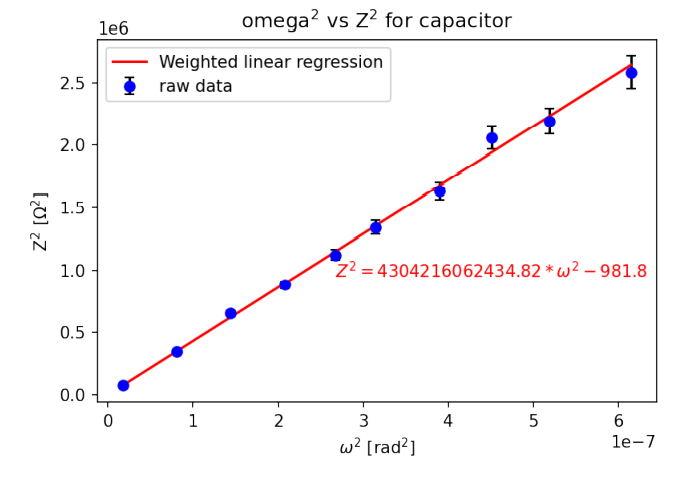 omega² vs Z² for capacitor
1e6
Weighted linear regression
raw data
2.5
2.0
1.5
1.0
0.5
0.0
Z² [Ω²]
Z² = 4304216062434.82 * ω² − 981.8
0 1 2 3 4 5 6
1e-7
ω² [rad²]